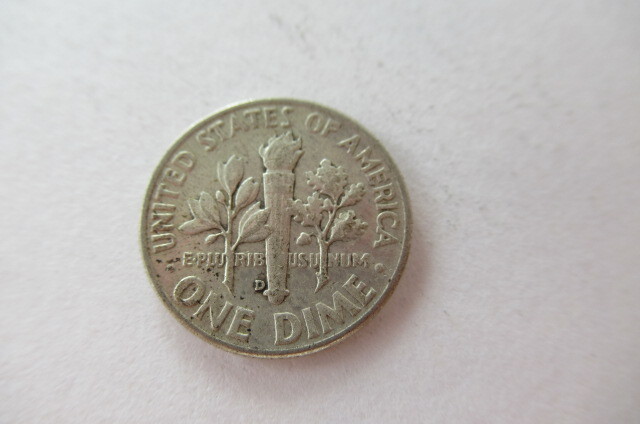 UNITED STATES OF AMERICA
E·PLURIBUS UNUM
D
ONE DIME